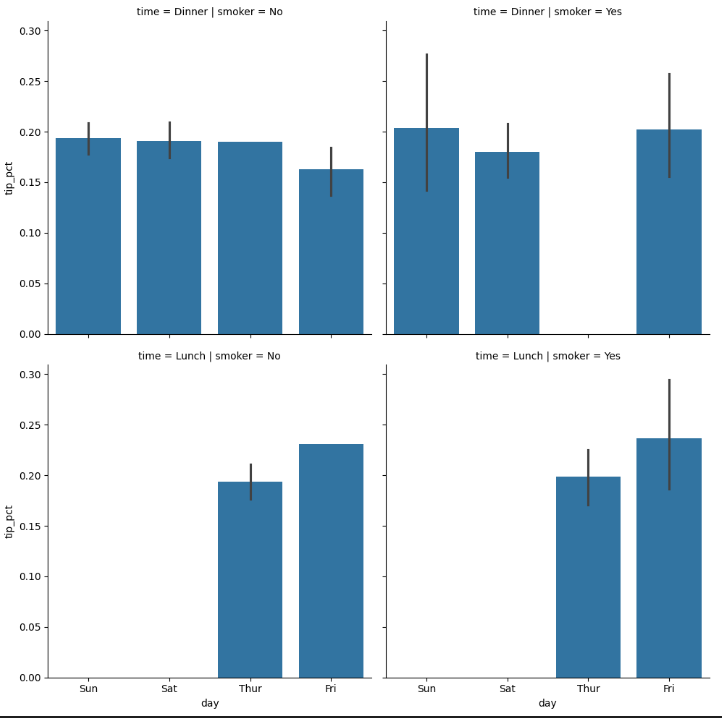 time = Dinner | smoker = No
time = Dinner | smoker = Yes
0.30
0.25
0.20
0.15
0.10
0.05
0.00
tip_pct
time = Lunch | smoker = No
time = Lunch | smoker = Yes
0.30
0.25
0.20
0.15
0.10
0.05
0.00
tip_pct
Sun Sat Thur Fri
Sun Sat Thur Fri
day
day